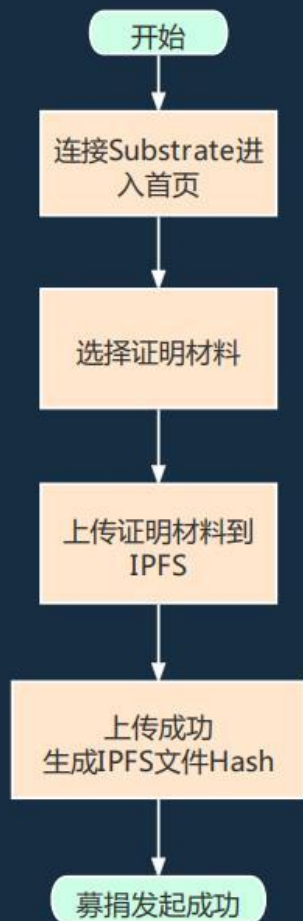 开始
连接Substrate进
入首页
选择证明材料
上传证明材料到
IPFS
上传成功
生成IPFS文件Hash
募捐发起成功